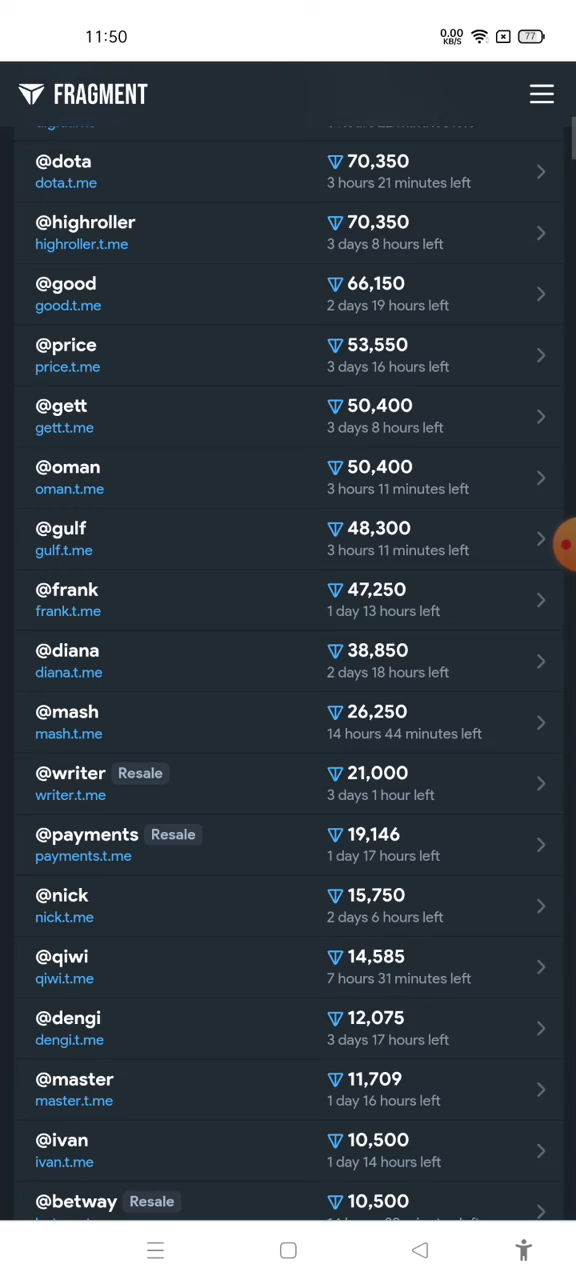 11:50
0.00
KB/S
77
FRAGMENT
@dota
70,350
dota.t.me
3 hours 21 minutes left
@highroller
70,350
highroller.t.me
3 days 8 hours left
@good
66,150
good.t.me
2 days 19 hours left
@price
53,550
price.t.me
3 days 16 hours left
@gett
50,400
gett.t.me
3 days 8 hours left
@oman
50,400
oman.t.me
3 hours 11 minutes left
@gulf
48,300
gulf.t.me
3 hours 11 minutes left
@frank
47,250
frank.t.me
1 day 13 hours left
@diana
38,850
diana.t.me
2 days 18 hours left
@mash
26,250
mash.t.me
14 hours 44 minutes left
@writer Resale
21,000
writer.t.me
3 days 1 hour left
@payments Resale
19,146
payments.t.me
1 day 17 hours left
@nick
15,750
nick.t.me
2 days 6 hours left
@qiwi
14,585
qiwi.t.me
7 hours 31 minutes left
@dengi
12,075
dengi.t.me
3 days 17 hours left
@master
11,709
master.t.me
1 day 16 hours left
@ivan
10,500
ivan.t.me
1 day 14 hours left
@betway Resale
10,500